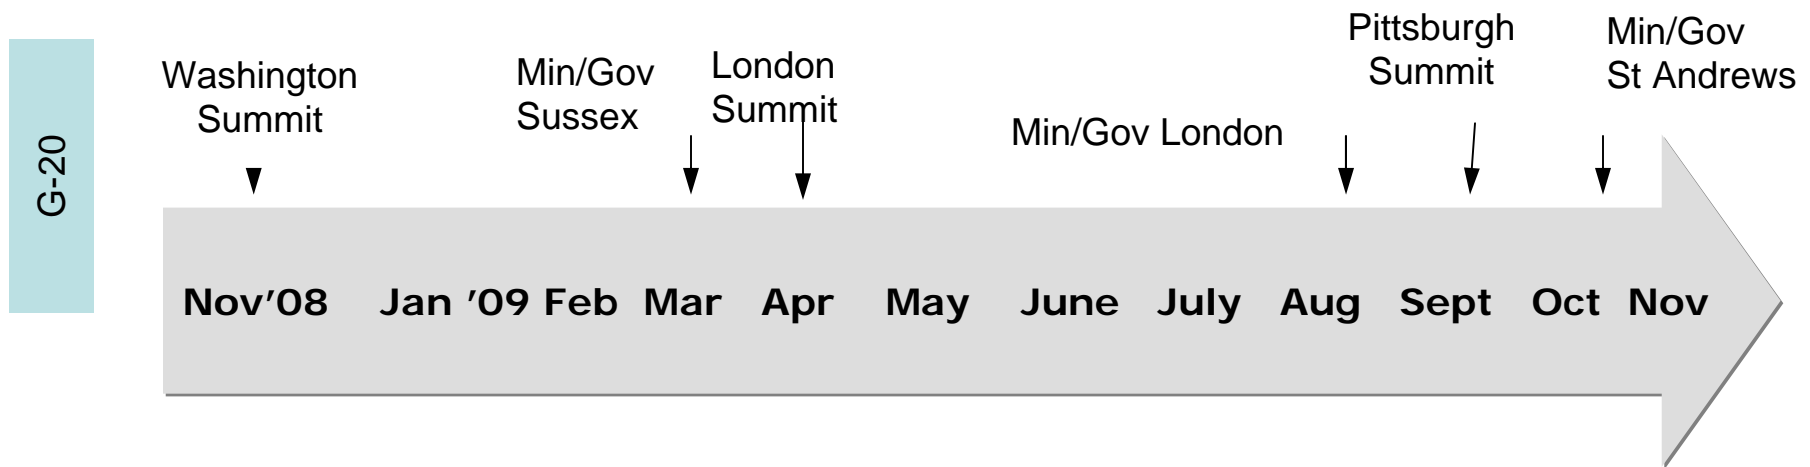 G-20
Washington
Summit
Min/Gov
Sussex
London
Summit
Min/Gov London
Pittsburgh
Summit
Min/Gov
St Andrews
Nov'08 Jan '09 Feb Mar Apr May June July Aug Sept Oct Nov